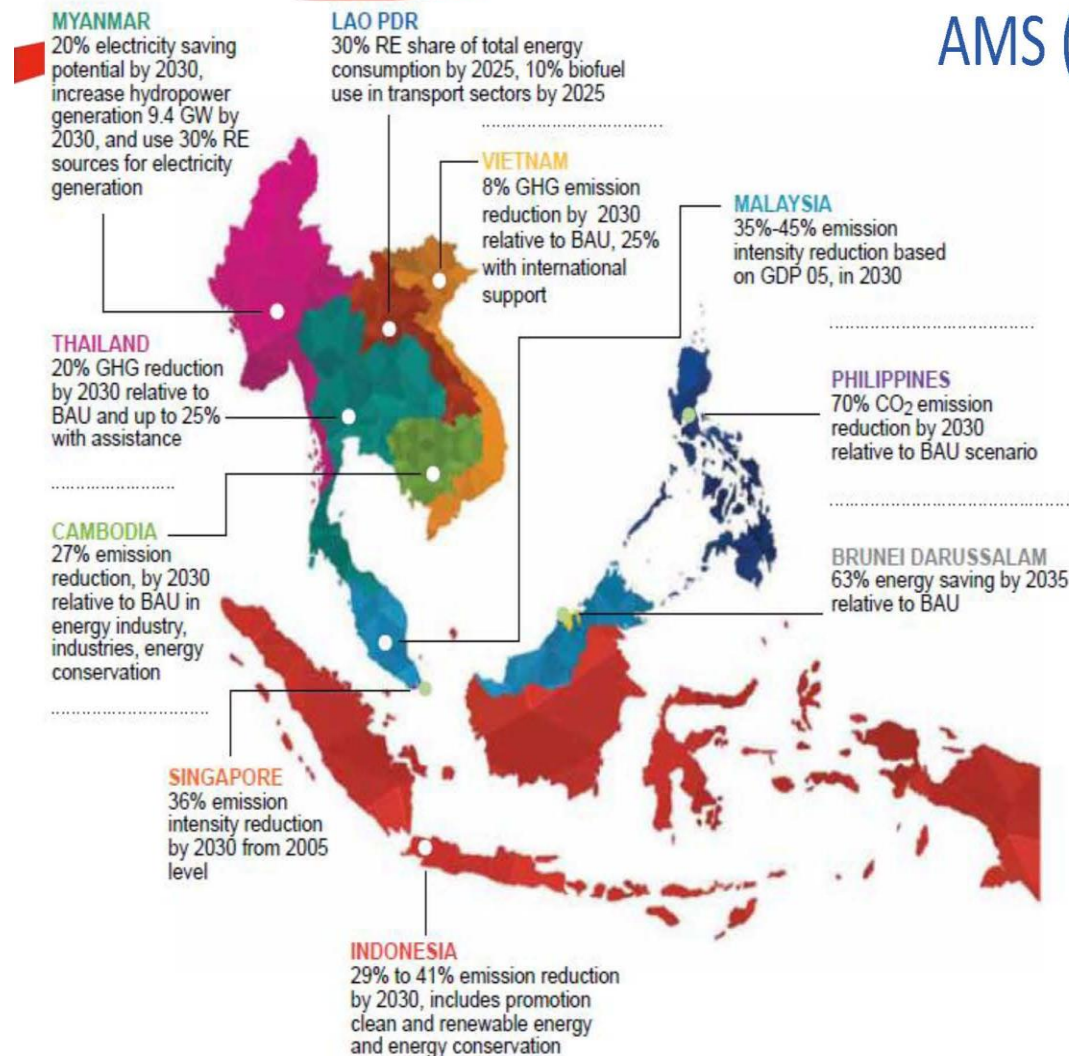 AMS (
MYANMAR
20% electricity saving
potential by 2030,
increase hydropower
generation 9.4 GW by
2030, and use 30% RE
sources for electricity
generation
LAO PDR
30% RE share of total energy
consumption by 2025, 10% biofuel
use in transport sectors by 2025
VIETNAM
8% GHG emission
reduction by 2030
relative to BAU, 25%
with international
support
MALAYSIA
35%-45% emission
intensity reduction based
on GDP 05, in 2030
THAILAND
20% GHG reduction
by 2030 relative to
BAU and up to 25%
with assistance
PHILIPPINES
70% CO₂ emission
reduction by 2030
relative to BAU scenario
CAMBODIA
27% emission
reduction, by 2030
relative to BAU in
energy industry,
industries, energy
conservation
BRUNEI DARUSSALAM
63% energy saving by 2035
relative to BAU
SINGAPORE
36% emission
intensity reduction
by 2030 from 2005
level
INDONESIA
29% to 41% emission reduction
by 2030, includes promotion
clean and renewable energy
and energy conservation